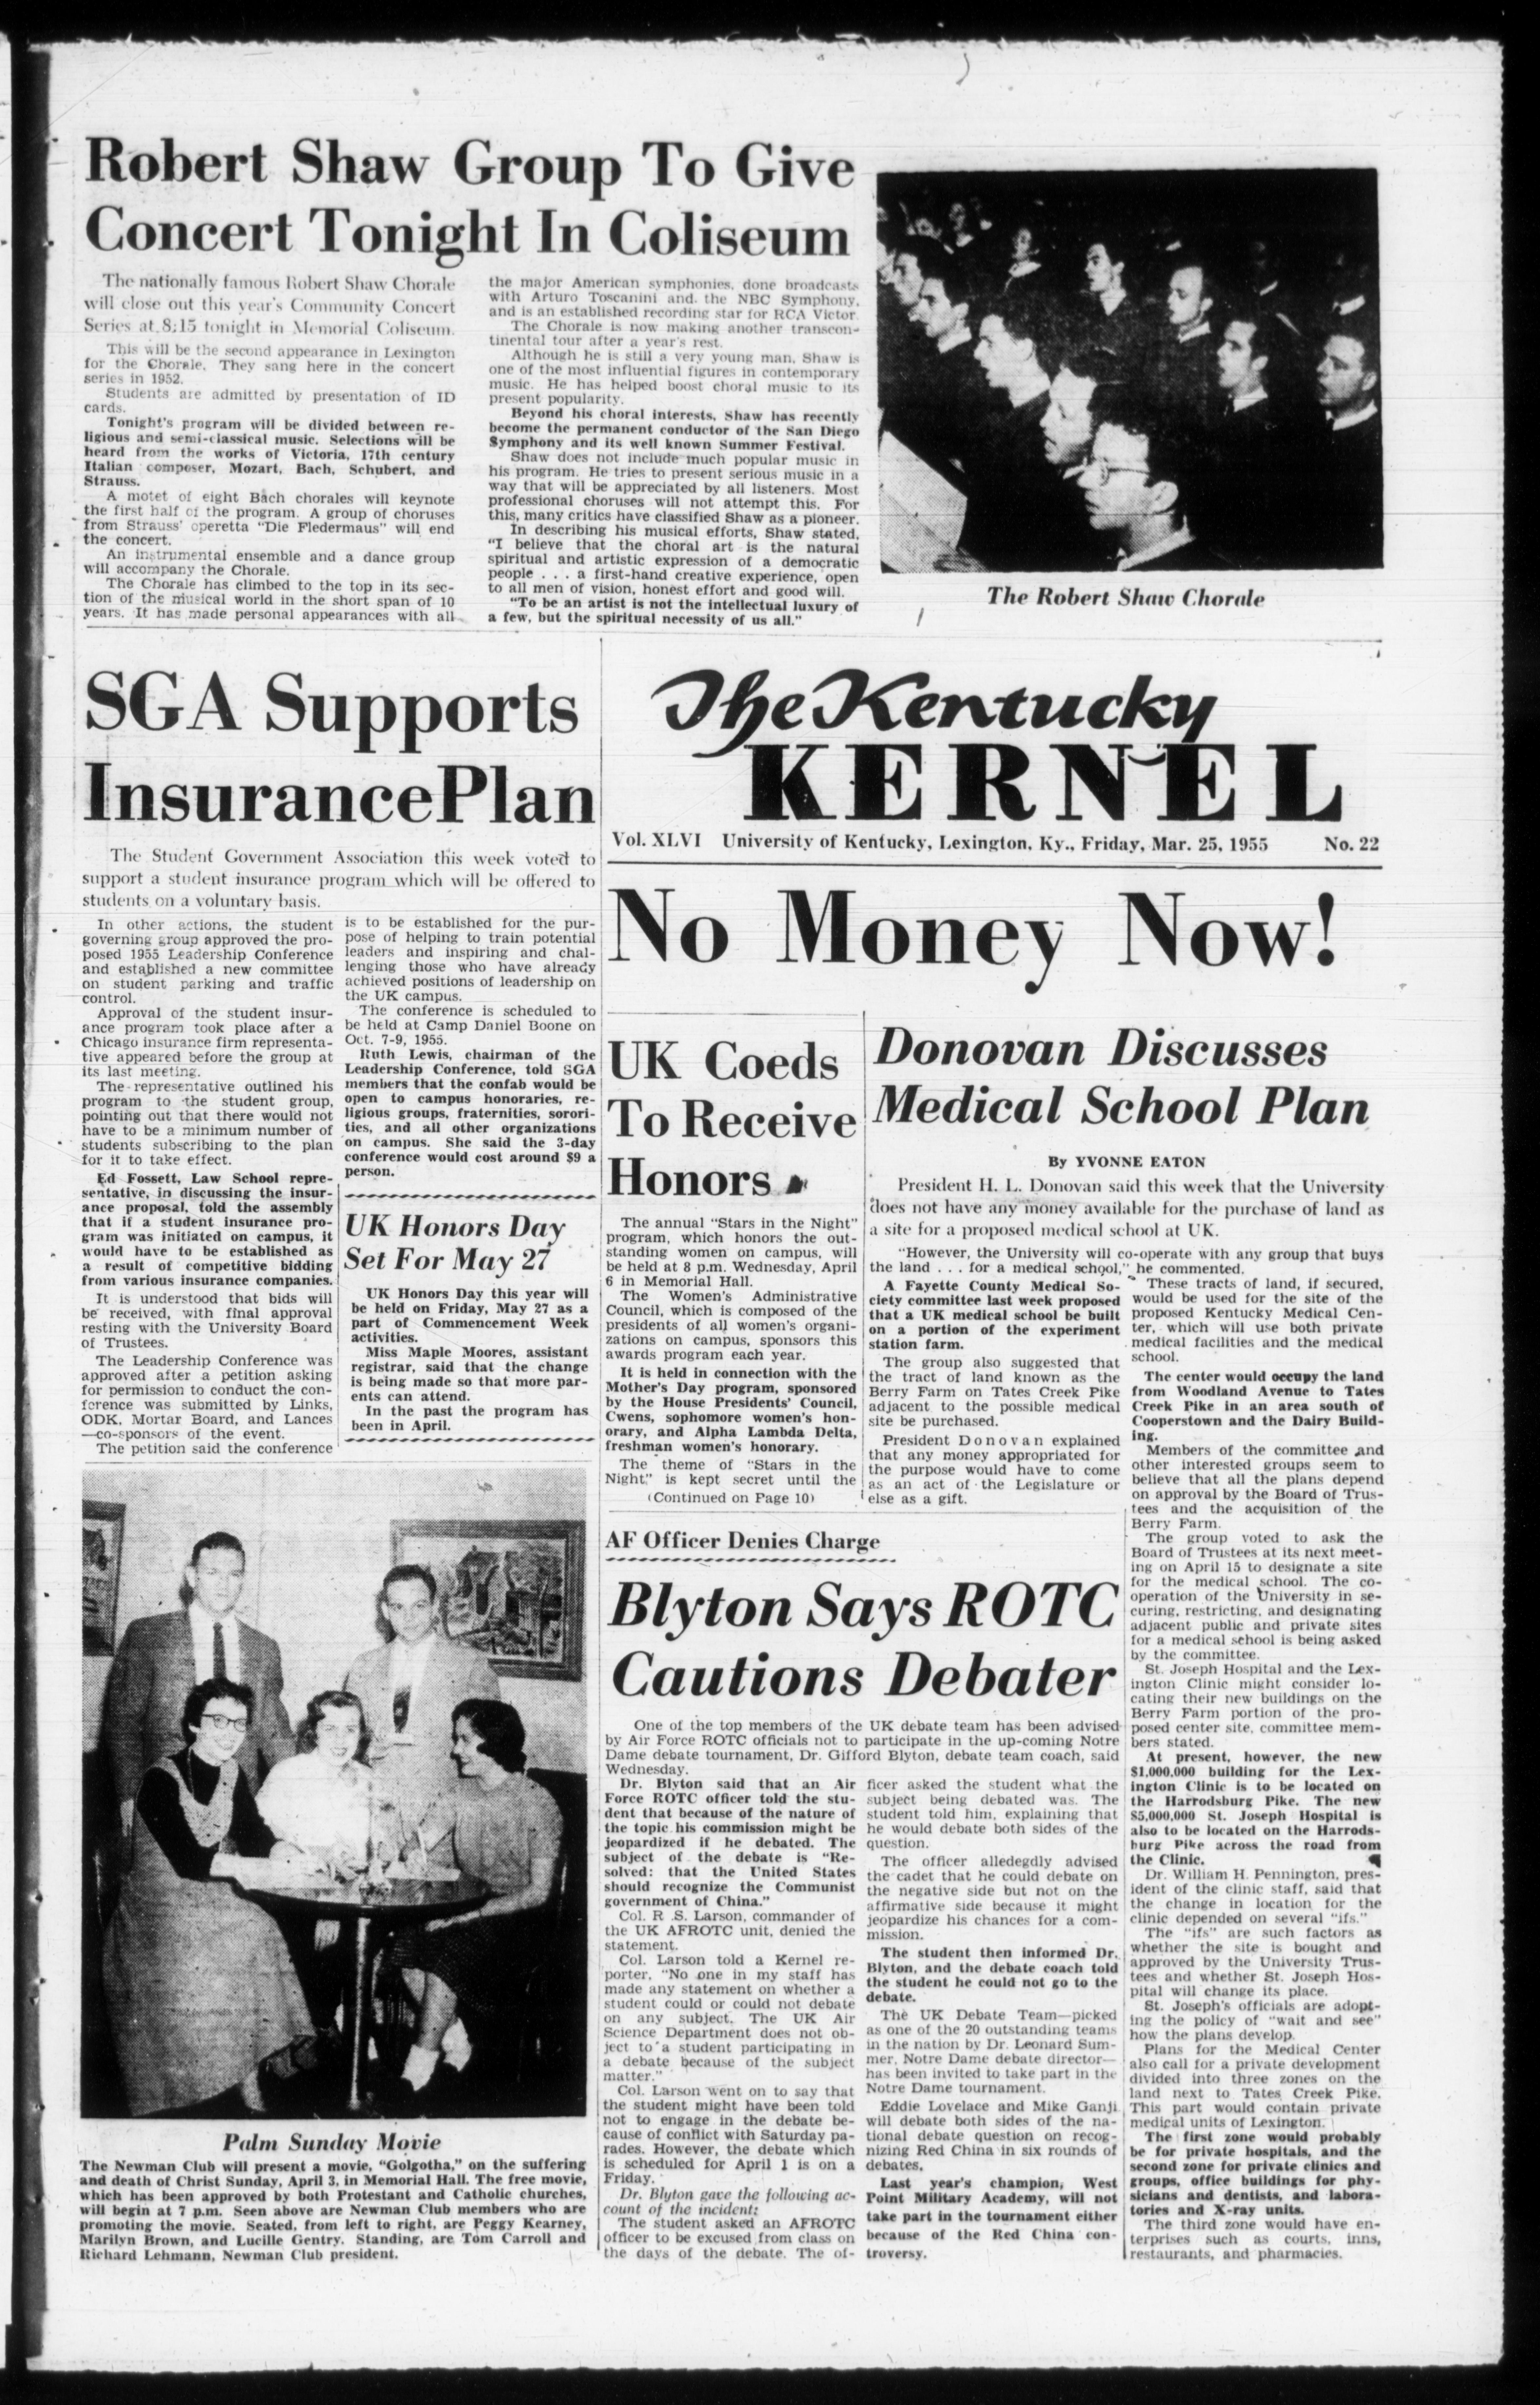 Robert Shaw Group To Give
Concert Tonight In Coliseum
The nationally famous Robert Shaw Chorale
will close out this year's Community Concert
Series at 8:15 tonight in Memorial Coliseum.
This will be the second appearance in Lexington
for the Chorale. They sang here in the concert
series in 1952.
Students are admitted by presentation of ID
cards.
Tonight's program will be divided between re-
ligious and semi-classical music. Selections will be
heard from the works of Victoria, 17th century
Italian composer, Mozart, Bach, Schubert, and
Strauss.
A motet of eight Bach chorales will keynote
the first half of the program. A group of choruses
from Strauss' operetta "Die Fledermaus" will end
the concert.
An instrumental ensemble and a dance group
will accompany the Chorale.
The Chorale has climbed to the top in its sec-
tion of the musical world in the short span of 10
years. It has made personal appearances with all
the major American symphonies, done broadcasts
with Arturo Toscanini and the NBC Symphony,
and is an established recording star for RCA Victor.
The Chorale is now making another transcon-
tinental tour after a year's rest.
Although he is still a very young man, Shaw is
one of the most influential figures in contemporary
music. He has helped boost choral music to its
present popularity.
Beyond his choral interests, Shaw has recently
become the permanent conductor of the San Diego
Symphony and its well known Summer Festival.
Shaw does not include much popular music in
his program. He tries to present serious music in a
way that will be appreciated by all listeners. Most
professional choruses will not attempt this. For
this, many critics have classified Shaw as a pioneer.
In describing his musical efforts, Shaw stated,
"I believe that the choral art is the natural
spiritual and artistic expression of a democratic
people . . . a first-hand creative experience, open
to all men of vision, honest effort and good will.
"To be an artist is not the intellectual luxury of
a few, but the spiritual necessity of us all."
The Robert Shaw Chorale
SGA Supports
Insurance Plan
The Student Government Association this week voted to
support a student insurance program which will be offered to
students on a voluntary basis.
In other actions, the student
governing group approved the pro-
posed 1955 Leadership Conference
and established a new committee
on student parking and traffic
control.
Approval of the student insur-
ance program took place after a
Chicago insurance firm representa-
tive appeared before the group at
its last meeting.
The representative outlined his
program to the student group,
pointing out that there would not
have to be a minimum number of
students subscribing to the plan
for it to take effect.
Ed Fossett, Law School repre-
sentative, in discussing the insur-
ance proposal, told the assembly
that if a student insurance pro-
gram was initiated on campus, it
would have to be established as
a result of competitive bidding
from various insurance companies.
It is understood that bids will
be received, with final approval
resting with the University Board
of Trustees.
The Leadership Conference was
approved after a petition asking
for permission to conduct the con-
ference was submitted by Links,
ODK, Mortar Board, and Lances
—co-sponsors of the event.
The petition said the conference
is to be established for the pur-
pose of helping to train potential
leaders and inspiring and chal-
lenging those who have already
achieved positions of leadership on
the UK campus.
The conference is scheduled to
be held at Camp Daniel Boone on
Oct. 7-9, 1955.
Ruth Lewis, chairman of the
Leadership Conference, told SGA
members that the confab would be
open to campus honoraries, re-
ligious groups, fraternities, sorori-
ties, and all other organizations
on campus. She said the 3-day
conference would cost around $9 a
person.
UK Honors Day
Set For May 27
UK Honors Day this year will
be held on Friday, May 27 as a
part of Commencement Week
activities.
Miss Maple Moores, assistant
registrar, said that the change
is being made so that more par-
ents can attend.
In the past the program has
been in April.
Palm Sunday Movie
The Newman Club will present a movie, "Golgotha," on the suffering
and death of Christ Sunday, April 3, in Memorial Hall. The free movie,
which has been approved by both Protestant and Catholic churches,
will begin at 7 p.m. Seen above are Newman Club members who are
promoting the movie. Seated, from left to right, are Peggy Kearney,
Marilyn Brown, and Lucille Gentry. Standing, are Tom Carroll and
Richard Lehmann, Newman Club president.
The Kentucky
KERNEL
Vol. XLVI University of Kentucky, Lexington, Ky., Friday, Mar. 25, 1955 No. 22
No Money Now!
UK Coeds
To Receive
Honors
The annual "Stars in the Night"
program, which honors the out-
standing women on campus, will
be held at 8 p.m. Wednesday, April
6 in Memorial Hall.
The Women's Administrative
Council, which is composed of the
presidents of all women's organi-
zations on campus, sponsors this
awards program each year.
It is held in connection with the
Mother's Day program, sponsored
by the House Presidents' Council,
Cwens, sophomore women's hon-
orary, and Alpha Lambda Delta,
freshman women's honorary.
The theme of "Stars in the
Night" is kept secret until the
(Continued on Page 10)
Donovan Discusses
Medical School Plan
By YVONNE EATON
President H. L. Donovan said this week that the University
does not have any money available for the purchase of land as
a site for a proposed medical school at UK.
"However, the University will co-operate with any group that buys
the land . . . for a medical school," he commented.
A Fayette County Medical So-
ciety committee last week proposed
that a UK medical school be built
on a portion of the experiment
station farm.
The group also suggested that
the tract of land known as the
Berry Farm on Tates Creek Pike
adjacent to the possible medical
site be purchased.
President Donovan explained
that any money appropriated for
the purpose would have to come
as an act of the Legislature or
else as a gift.
These tracts of land, if secured,
would be used for the site of the
proposed Kentucky Medical Cen-
ter, which will use both private
medical facilities and the medical
school.
The center would occupy the land
from Woodland Avenue to Tates
Creek Pike in an area south of
Cooperstown and the Dairy Build-
ing.
Members of the committee and
other interested groups seem to
believe that all the plans depend
on approval by the Board of Trus-
tees and the acquisition of the
Berry Farm.
The group voted to ask the
Board of Trustees at its next meet-
ing on April 15 to designate a site
for the medical school. The co-
operation of the University in se-
curing, restricting, and designating
adjacent public and private sites
for a medical school is being asked
by the committee.
St. Joseph Hospital and the Lex-
ington Clinic might consider lo-
cating their new buildings on the
Berry Farm portion of the pro-
posed center site, committee mem-
bers stated.
At present, however, the new
$1,000,000 building for the Lex-
ington Clinic is to be located on
the Harrodsburg Pike. The new
$5,000,000 St. Joseph Hospital is
also to be located on the Harrods-
burg Pike across the road from
the Clinic.
Dr. William H. Pennington, pres-
ident of the clinic staff, said that
the change in location for the
clinic depended on several "ifs."
The "ifs" are such factors as
whether the site is bought and
approved by the University Trus-
tees and whether St. Joseph Hos-
pital will change its place.
St. Joseph's officials are adopt-
ing the policy of "wait and see"
how the plans develop.
Plans for the Medical Center
also call for a private development
divided into three zones on the
land next to Tates Creek Pike.
This part would contain private
medical units of Lexington.
The first zone would probably
be for private hospitals, and the
second zone for private clinics and
groups, office buildings for phy-
sicians and dentists, and labora-
tories and X-ray units.
The third zone would have en-
terprises such as courts, inns,
restaurants, and pharmacies.
AF Officer Denies Charge
Blyton Says ROTC
Cautions Debater
One of the top members of the UK debate team has been advised
by Air Force ROTC officials not to participate in the up-coming Notre
Dame debate tournament, Dr. Gifford Blyton, debate team coach, said
Wednesday.
Dr. Blyton said that an Air
Force ROTC officer told the stu-
dent that because of the nature of
the topic his commission might be
jeopardized if he debated. The
subject of the debate is "Re-
solved: that the United States
should recognize the Communist
government of China."
Col. R .S. Larson, commander of
the UK AFROTC unit, denied the
statement.
Col. Larson told a Kernel re-
porter, "No one in my staff has
made any statement on whether a
student could or could not debate
on any subject. The UK Air
Science Department does not ob-
ject to a student participating in
a debate because of the subject
matter."
Col. Larson went on to say that
the student might have been told
not to engage in the debate be-
cause of conflict with Saturday pa-
rades. However, the debate which
is scheduled for April 1 is on a
Friday.
Dr. Blyton gave the following ac-
count of the incident:
The student asked an AFROTC
officer to be excused from class on
the days of the debate. The of-
ficer asked the student what the
subject being debated was. The
student told him, explaining that
he would debate both sides of the
question.
The officer alledegdly advised
the cadet that he could debate on
the negative side but not on the
affirmative side because it might
jeopardize his chances for a com-
mission.
The student then informed Dr.
Blyton, and the debate coach told
the student he could not go to the
debate.
The UK Debate Team—picked
as one of the 20 outstanding teams
in the nation by Dr. Leonard Sum-
mer, Notre Dame debate director—
has been invited to take part in the
Notre Dame tournament.
Eddie Lovelace and Mike Ganji
will debate both sides of the na-
tional debate question on recog-
nizing Red China in six rounds of
debates.
Last year's champion, West
Point Military Academy, will not
take part in the tournament either
because of the Red China con-
troversy.